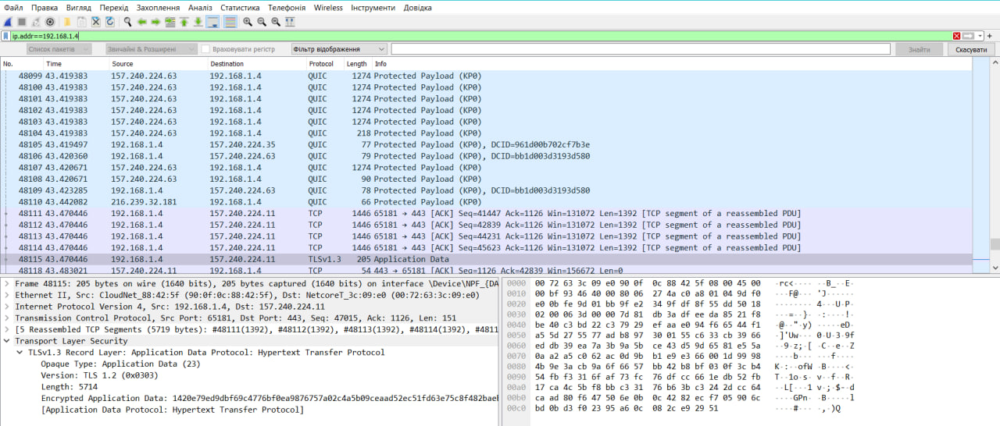 Файл Правка Вигляд Перехід Захоплення Аналіз Статистика Телефонія Wireless Інструменти Довідка
ip.addr==192.168.1.4
Список пакетів Звичайні & Розширені Враховувати регістр Фільтр відображення Знайти Скасувати
No. Time Source Destination Protocol Length Info
48099 43.419383 157.240.224.63 192.168.1.4 QUIC 1274 Protected Payload (KP0)
48100 43.419383 157.240.224.63 192.168.1.4 QUIC 1274 Protected Payload (KP0)
48101 43.419383 157.240.224.63 192.168.1.4 QUIC 1274 Protected Payload (KP0)
48102 43.419383 157.240.224.63 192.168.1.4 QUIC 1274 Protected Payload (KP0)
48103 43.419383 157.240.224.63 192.168.1.4 QUIC 1274 Protected Payload (KP0)
48104 43.419383 157.240.224.63 192.168.1.4 QUIC 218 Protected Payload (KP0)
48105 43.419497 192.168.1.4 157.240.224.35 QUIC 77 Protected Payload (KP0), DCID=961d00b702cf7b3e
48106 43.420360 192.168.1.4 157.240.224.63 QUIC 79 Protected Payload (KP0), DCID=bb1d003d3193d580
48107 43.420671 157.240.224.63 192.168.1.4 QUIC 1274 Protected Payload (KP0)
48108 43.420671 157.240.224.63 192.168.1.4 QUIC 90 Protected Payload (KP0)
48109 43.423285 192.168.1.4 157.240.224.63 QUIC 78 Protected Payload (KP0), DCID=bb1d003d3193d580
48110 43.442082 216.239.32.181 192.168.1.4 QUIC 66 Protected Payload (KP0)
48111 43.470446 192.168.1.4 157.240.224.11 TCP 1446 65181 → 443 [ACK] Seq=41447 Ack=1126 Win=131072 Len=1392 [TCP segment of a reassembled PDU]
48112 43.470446 192.168.1.4 157.240.224.11 TCP 1446 65181 → 443 [ACK] Seq=42839 Ack=1126 Win=131072 Len=1392 [TCP segment of a reassembled PDU]
48113 43.470446 192.168.1.4 157.240.224.11 TCP 1446 65181 → 443 [ACK] Seq=44231 Ack=1126 Win=131072 Len=1392 [TCP segment of a reassembled PDU]
48114 43.470446 192.168.1.4 157.240.224.11 TCP 1446 65181 → 443 [ACK] Seq=45623 Ack=1126 Win=131072 Len=1392 [TCP segment of a reassembled PDU]
48115 43.470446 192.168.1.4 157.240.224.11 TLSv1.3 205 Application Data
48118 43.483021 157.240.224.11 192.168.1.4 TCP 54 443 → 65181 [ACK] Seq=1126 Ack=42839 Win=156672 Len=0
Frame 48115: 205 bytes on wire (1640 bits), 205 bytes captured (1640 bits) on interface \Device\NPF_{DA
Ethernet II, Src: CloudNet_88:42:5f (90:0f:0c:88:42:5f), Dst: NetcoreT_3c:09:e0 (00:72:63:3c:09:e0)
Internet Protocol Version 4, Src: 192.168.1.4, Dst: 157.240.224.11
Transmission Control Protocol, Src Port: 65181, Dst Port: 443, Seq: 47015, Ack: 1126, Len: 151
[5 Reassembled TCP Segments (5719 bytes): #48111(1392), #48112(1392), #48113(1392), #48114(1392), #4811
Transport Layer Security
TLSv1.3 Record Layer: Application Data Protocol: Hypertext Transfer Protocol
Opaque Type: Application Data (23)
Version: TLS 1.2 (0x0303)
Length: 5714
Encrypted Application Data: 1420e79ed9dbf69c4776bf0ea9876757a02c4a5b09ceaad52ec51fd63e75c8f482bae
[Application Data Protocol: Hypertext Transfer Protocol]
0000 00 72 63 3c 09 e0 90 0f 0c 88 42 5f 08 00 45 00 ·rc<···· ··B_··E·
0010 00 bf 93 46 40 00 80 06 27 4a c0 a8 01 04 9d f0 ···F@··· 'J······
0020 e0 0b fe 9d 01 bb 9f e2 34 9f df 8f 55 dd 50 18 ········ 4···U·P·
0030 02 00 06 3d 00 00 7d 81 db 3a df ee da 85 21 f8 ···=··}· ·:····!·
0040 be 40 c3 bd 22 c3 79 29 ef aa e0 94 f6 65 44 f1 ·@··"·y) ·····eD·
0050 a5 5d 27 55 77 ad b8 97 30 01 55 c6 33 cb 39 66 ·]'Uw··· 0·U·3·9f
0060 ed db 39 ea 7a 3b 9a 5b ce 43 d5 9d 65 81 e5 5a ··9·z;·[ ·C··e··Z
0070 0a a2 a5 c0 62 ac 0d 9b b1 e9 e3 66 00 1d 99 98 ····b··· ···f····
0080 4b 9e 3a cb 9a 6f 66 57 bb 42 b8 bf 03 0f 3c b4 K·:··ofW ·B····<·
0090 54 fb f3 31 6f af 73 fc 76 df cc 66 1e db 52 fb T··1o·s· v··f··R·
00a0 17 ca 4c 5b f8 bb c3 31 76 b6 3b c3 24 2d cc 64 ··L[···1 v·;·$-·d
00b0 ca ad 80 f6 47 50 6e 0b 0c 42 82 ec f7 05 90 6c ····GPn· ·B·····l
00c0 bd 0b d3 f0 23 95 a6 0c 08 2c e9 29 51 ····#··· ·,·)Q